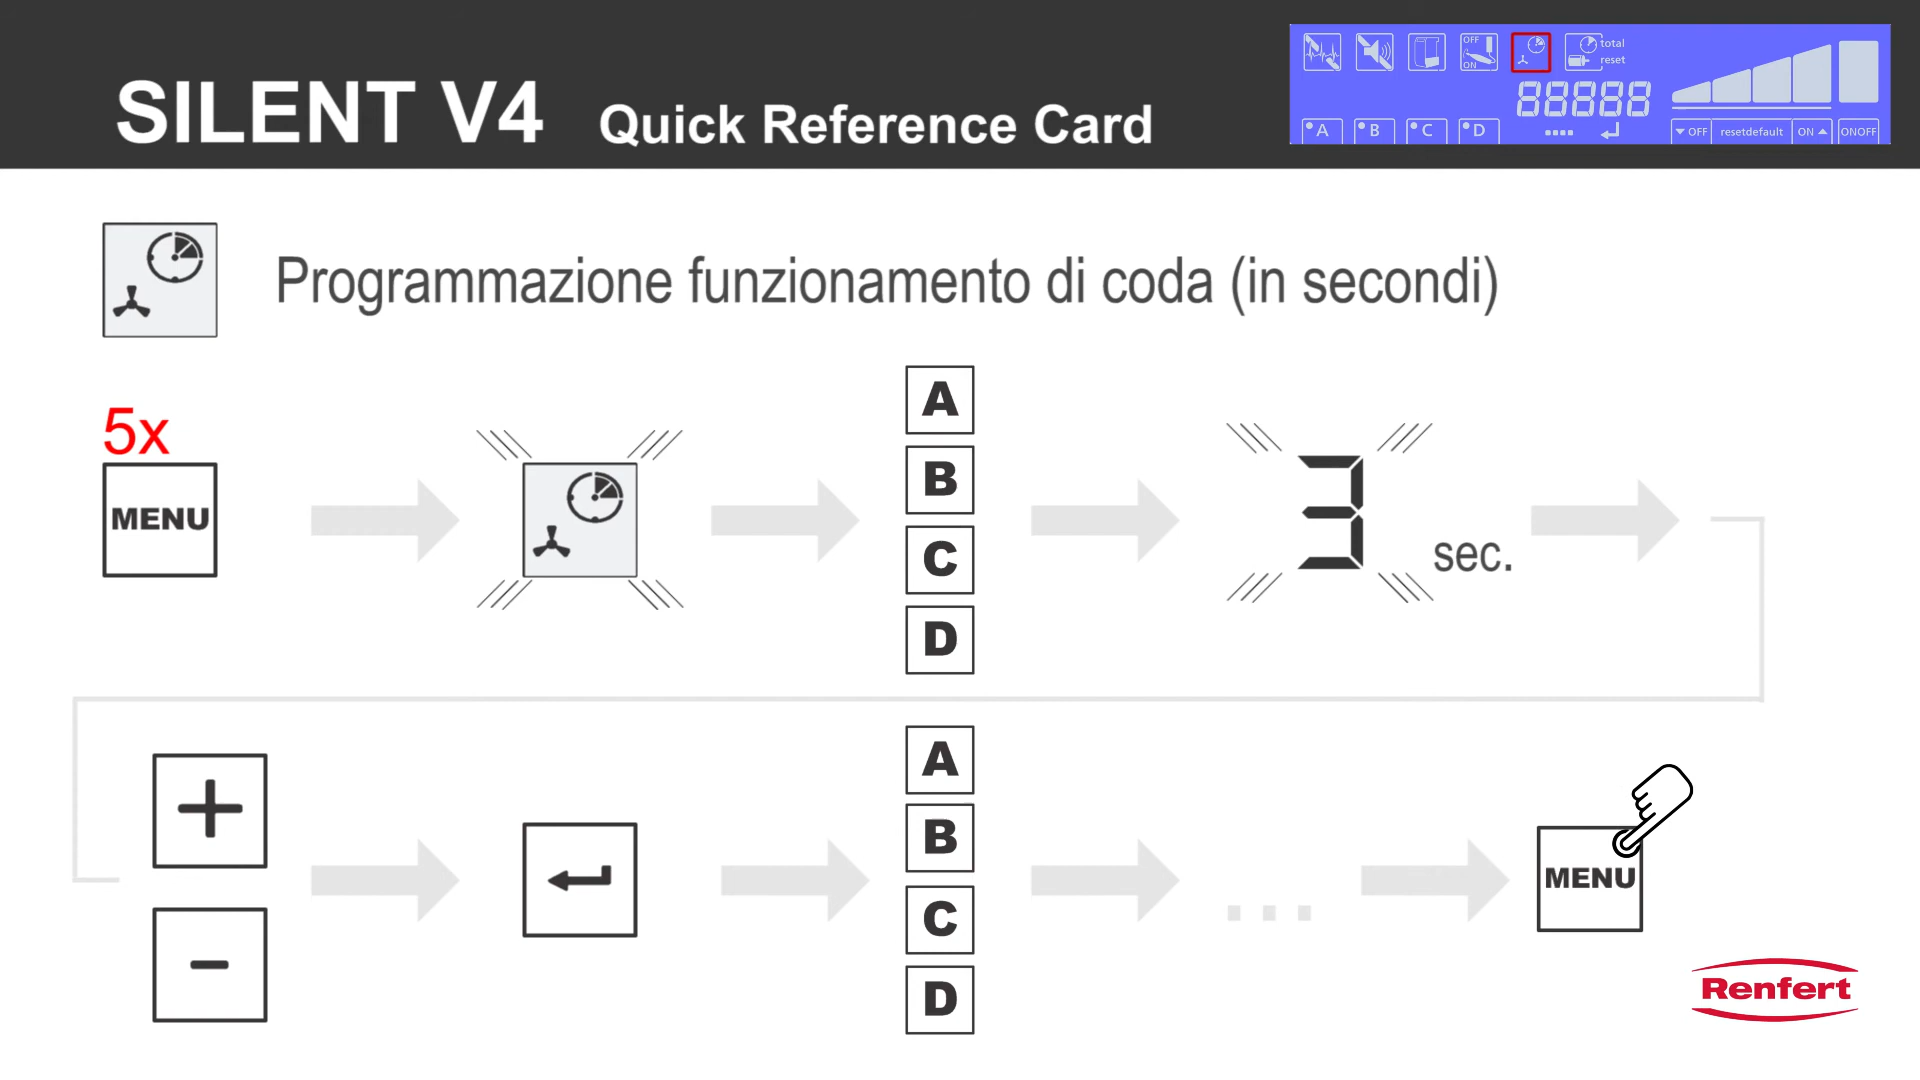 SILENT V4 Quick Reference Card
OFF
ON
total
reset
88888
A
B
C
D
OFF
resetdefault
ON
ONOFF
Programmazione funzionamento di coda (in secondi)
5x
MENU
A
B
C
D
3 sec.
+
-
A
B
C
D
...
MENU
Renfert